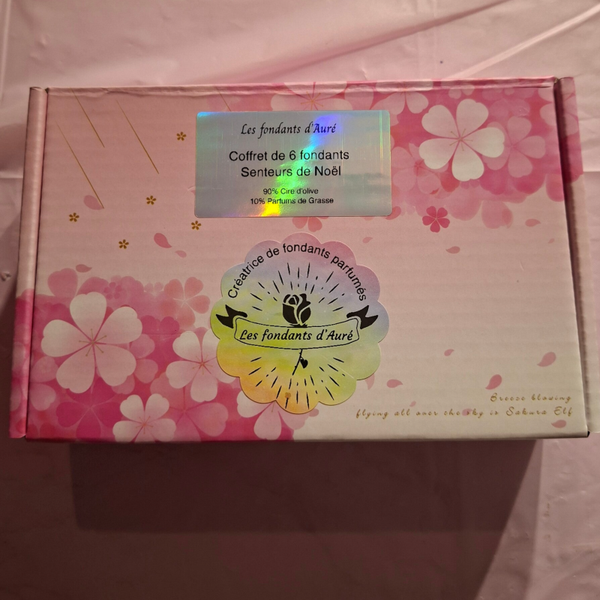 Les fondants d'Auré
Coffret de 6 fondants
Senteurs de Noël
90% Cire d'olive
10% Parfums de Grasse
Créatrice de fondants parfumés
Les fondants d'Auré
Breeze blowing
flying all over the sky in Sakura Elf